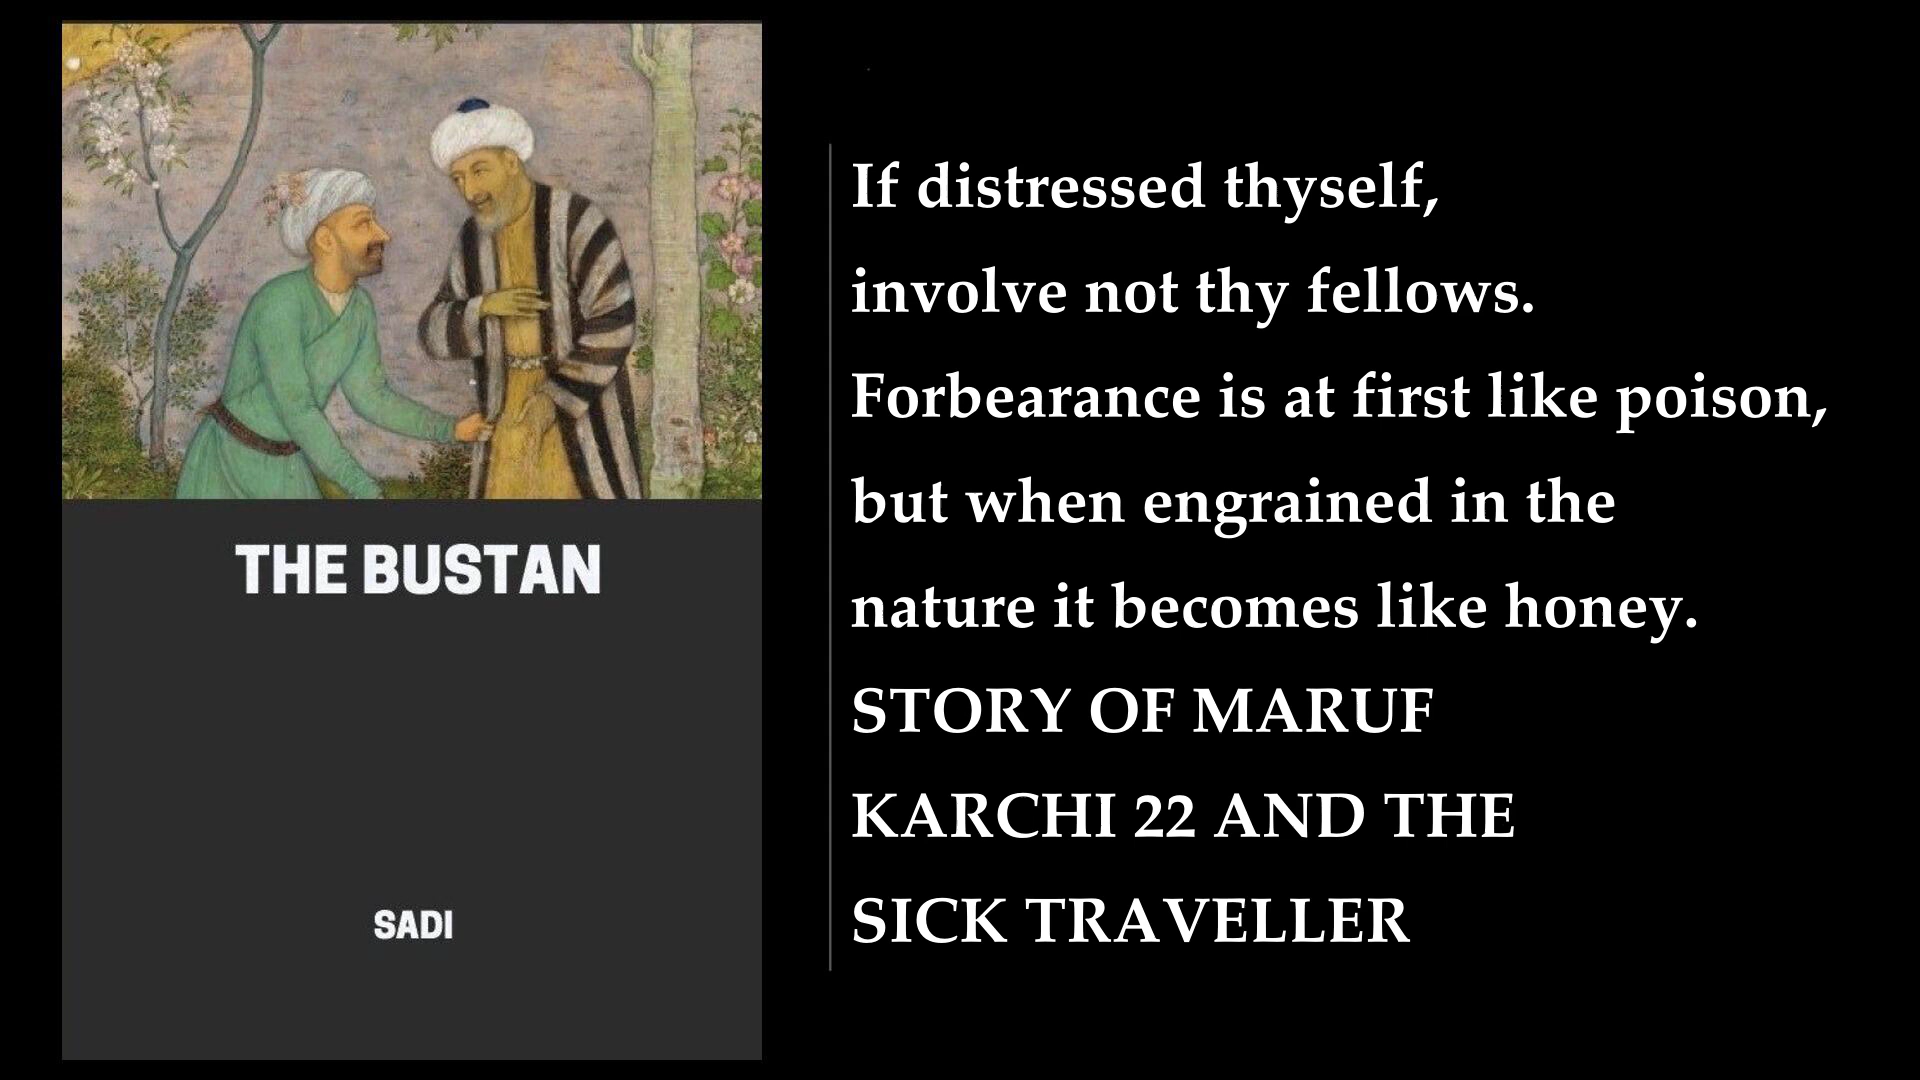 THE BUSTAN
SADI
If distressed thyself,
involve not thy fellows.
Forbearance is at first like poison,
but when engrained in the
nature it becomes like honey.
STORY OF MARUF
KARCHI 22 AND THE
SICK TRAVELLER